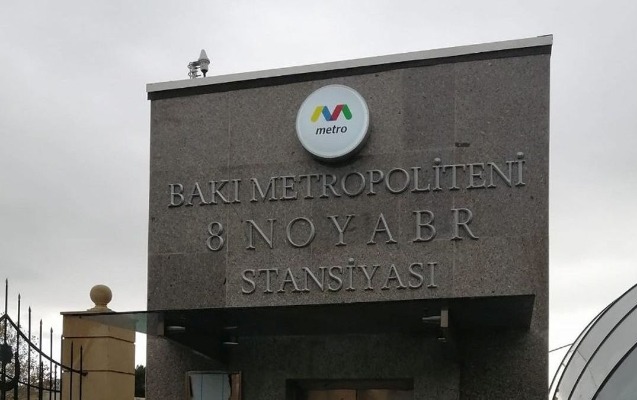 metro
BAKI METROPOLİTENİ
8 NOYABR
STANSİYASI